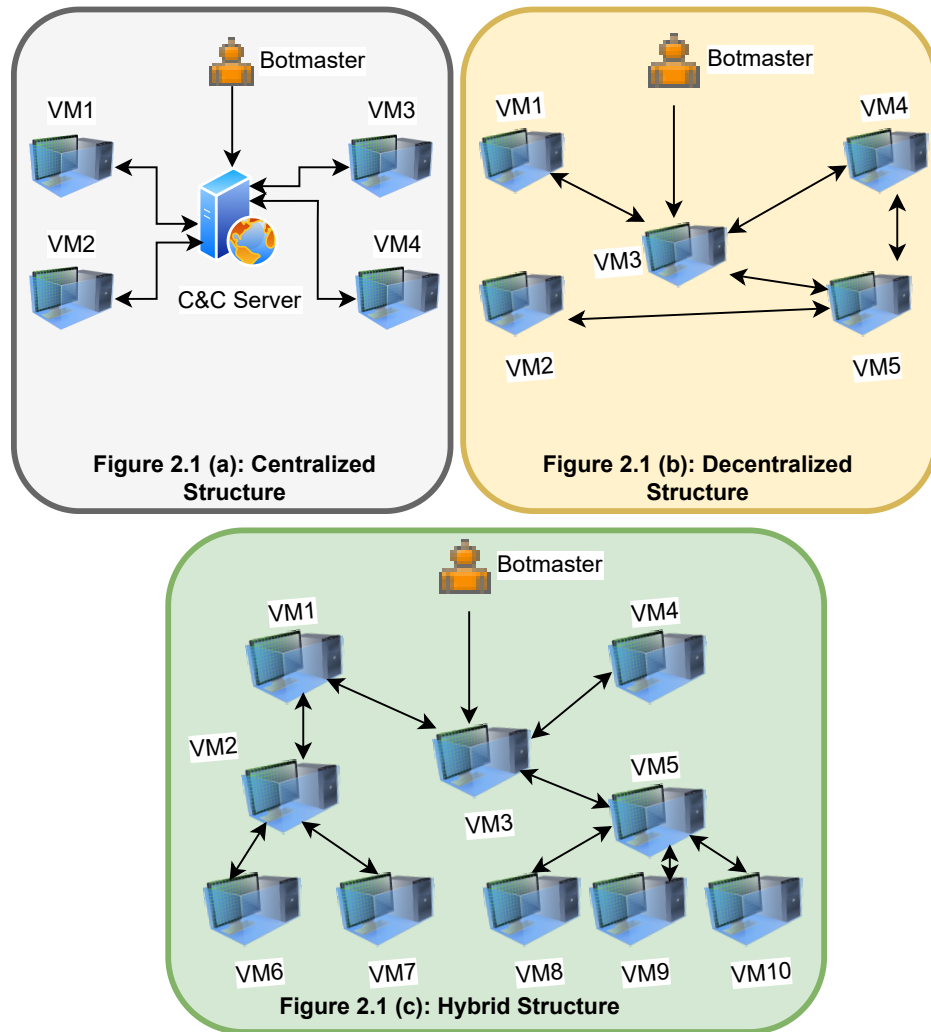 Botmaster
VM1
VM3
VM2
VM4
C&C Server
Figure 2.1 (a): Centralized
Structure
Botmaster
VM1
VM4
VM3
VM2
VM5
Figure 2.1 (b): Decentralized
Structure
Botmaster
VM1
VM4
VM2
VM5
VM3
VM6
VM7
VM8
VM9
VM10
Figure 2.1 (c): Hybrid Structure